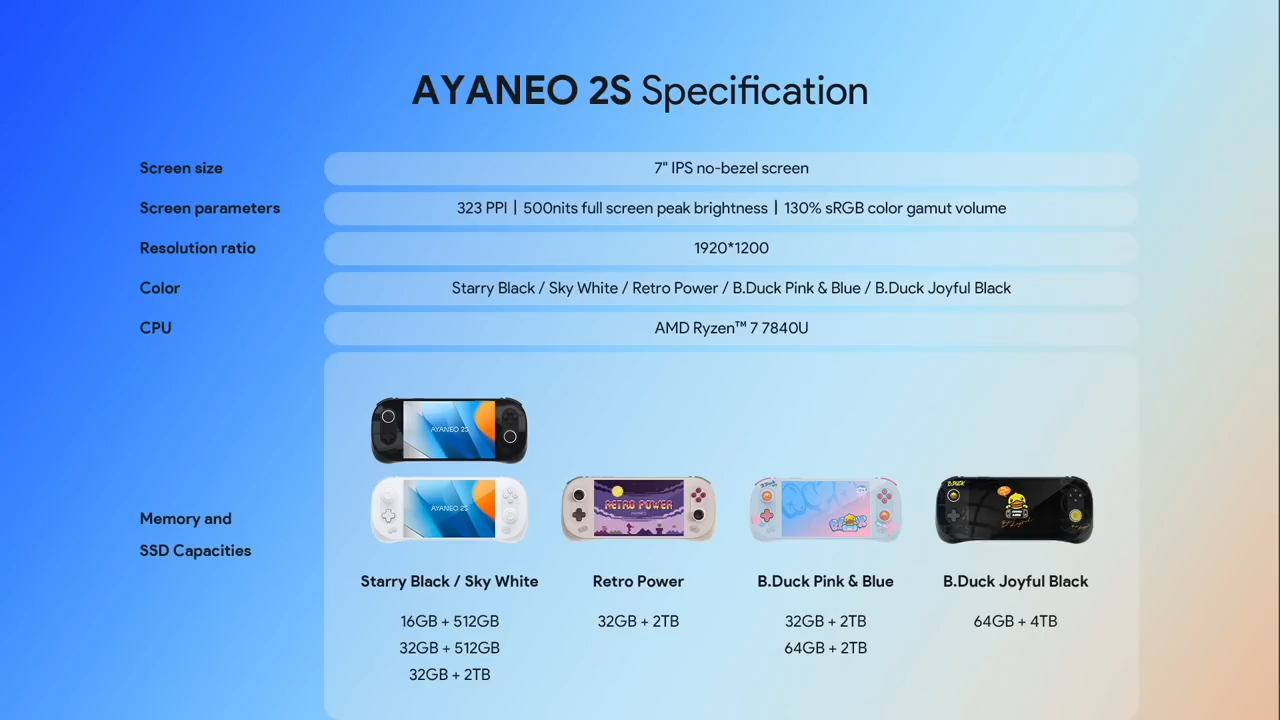 AYANEO 2S Specification
Screen size
7" IPS no-bezel screen
Screen parameters
323 PPI | 500nits full screen peak brightness | 130% sRGB color gamut volume
Resolution ratio
1920*1200
Color
Starry Black / Sky White / Retro Power / B.Duck Pink & Blue / B.Duck Joyful Black
CPU
AMD Ryzen™ 7 7840U
Memory and
SSD Capacities
AYANEO 2S
AYANEO 2S
RETRO POWER
B.DUCK
Starry Black / Sky White
Retro Power
B.Duck Pink & Blue
B.Duck Joyful Black
16GB + 512GB
32GB + 2TB
32GB + 2TB
64GB + 4TB
32GB + 512GB
64GB + 2TB
32GB + 2TB